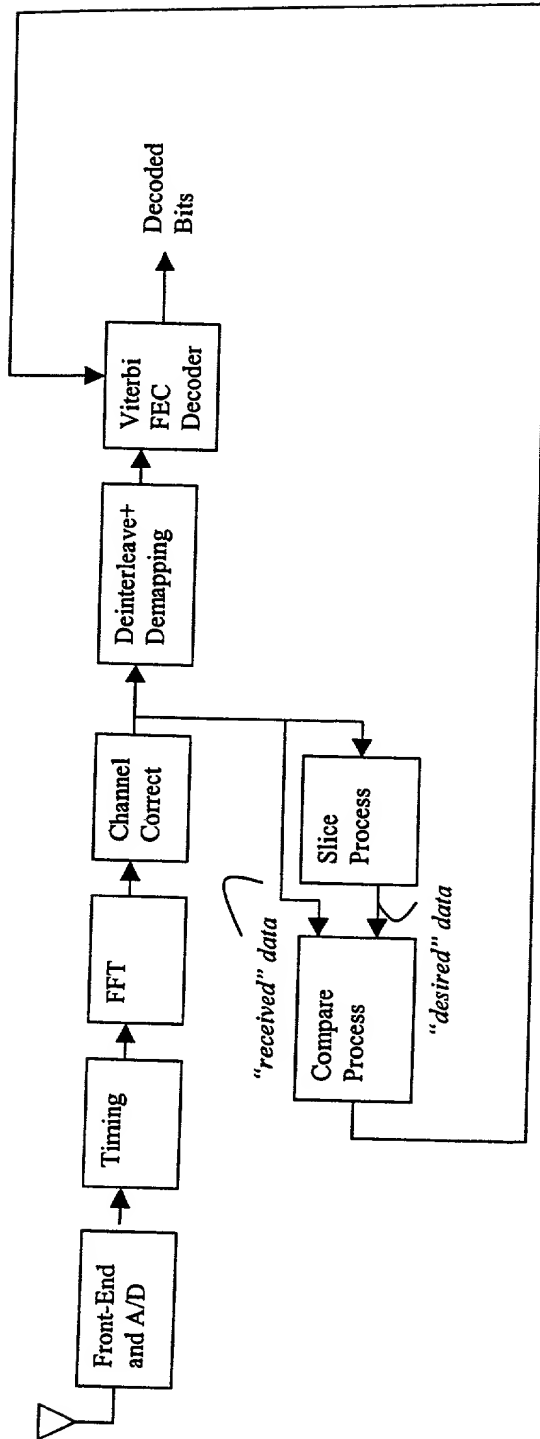 Front-End
and A/D
Timing
FFT
Channel
Correct
Deinterleave+
Demapping
Viterbi
FEC
Decoder
Decoded
Bits
“received” data
Slice
Process
Compare
Process
“desired” data